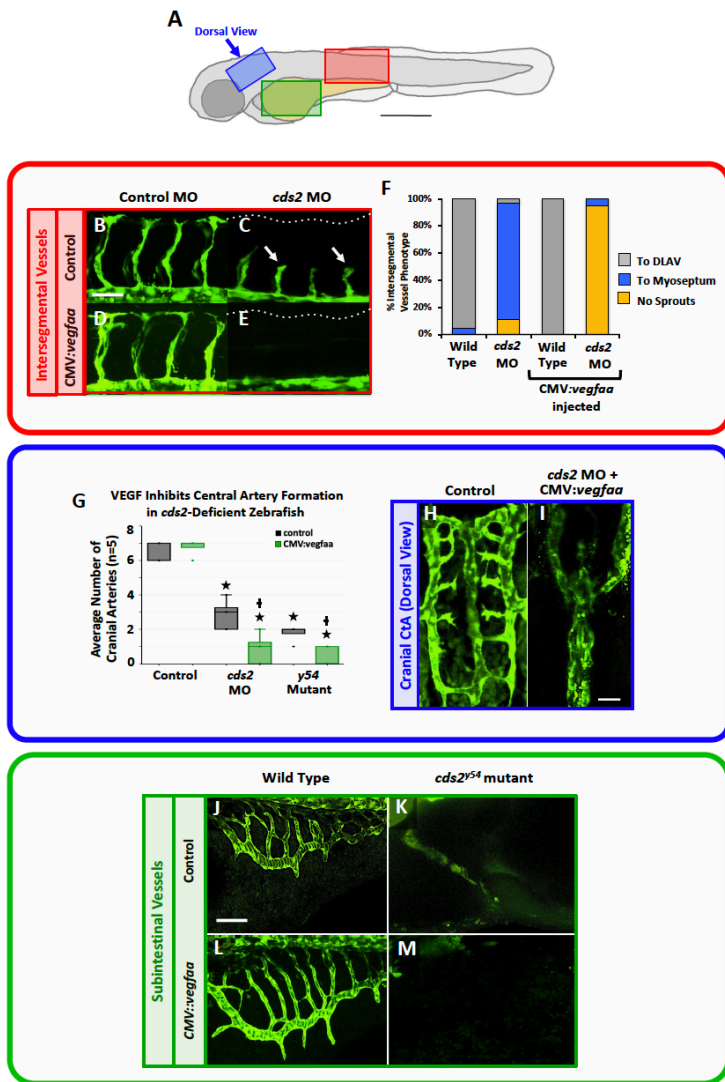 A
Dorsal View
Control MO
cds2 MO
Intersegmental Vessels
Control
CMV:vegfaa
B
C
D
E
F
% Intersegmental
Vessel Phenotype
100%
80%
60%
40%
20%
0%
Wild
Type
cds2
MO
Wild
Type
cds2
MO
CMV:vegfaa
injected
To DLAV
To Myoseptum
No Sprouts
G
VEGF Inhibits Central Artery Formation
in cds2-Deficient Zebrafish
control
CMV:vegfaa
Average Number of
Cranial Arteries (n=5)
8
6
4
2
0
Control
cds2
MO
y54
Mutant
Control
cds2 MO +
CMV:vegfaa
Cranial CtA (Dorsal View)
H
I
Wild Type
cds2y54 mutant
Subintestinal Vessels
Control
CMV::vegfaa
J
K
L
M